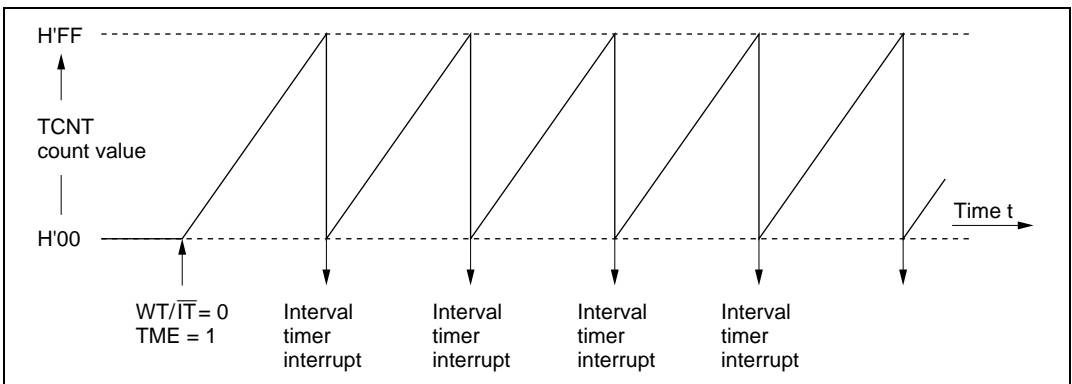 H'FF
TCNT
count value
H'00
Time t
WT/I̅T̅ = 0
TME = 1
Interval
timer
interrupt
Interval
timer
interrupt
Interval
timer
interrupt
Interval
timer
interrupt